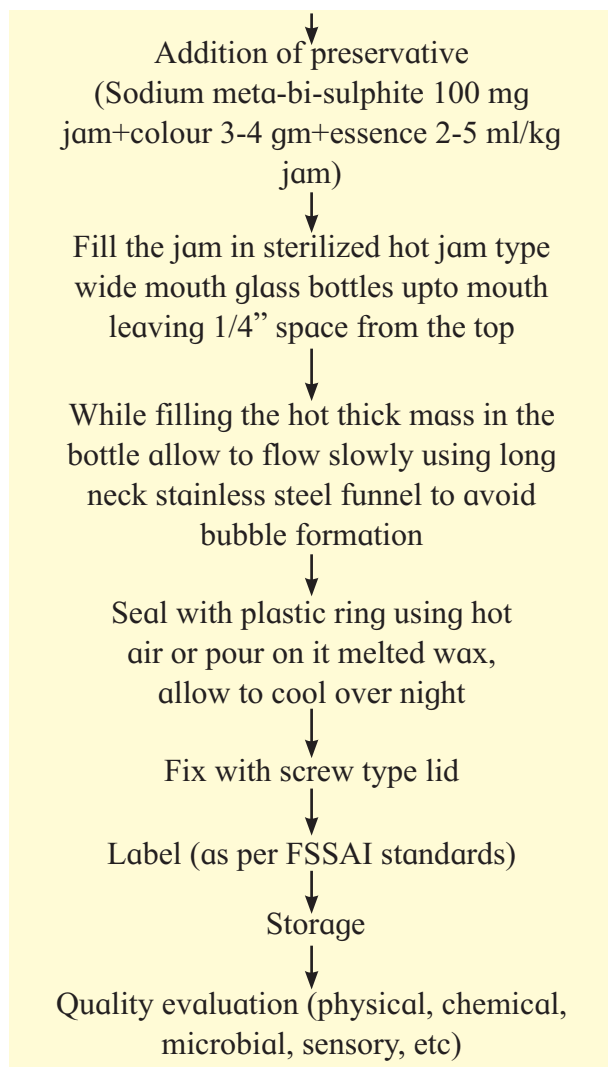 Addition of preservative
(Sodium meta-bi-sulphite 100 mg
jam+colour 3-4 gm+essence 2-5 ml/kg
jam)
Fill the jam in sterilized hot jam type
wide mouth glass bottles upto mouth
leaving 1/4” space from the top
While filling the hot thick mass in the
bottle allow to flow slowly using long
neck stainless steel funnel to avoid
bubble formation
Seal with plastic ring using hot
air or pour on it melted wax,
allow to cool over night
Fix with screw type lid
Label (as per FSSAI standards)
Storage
Quality evaluation (physical, chemical,
microbial, sensory, etc)